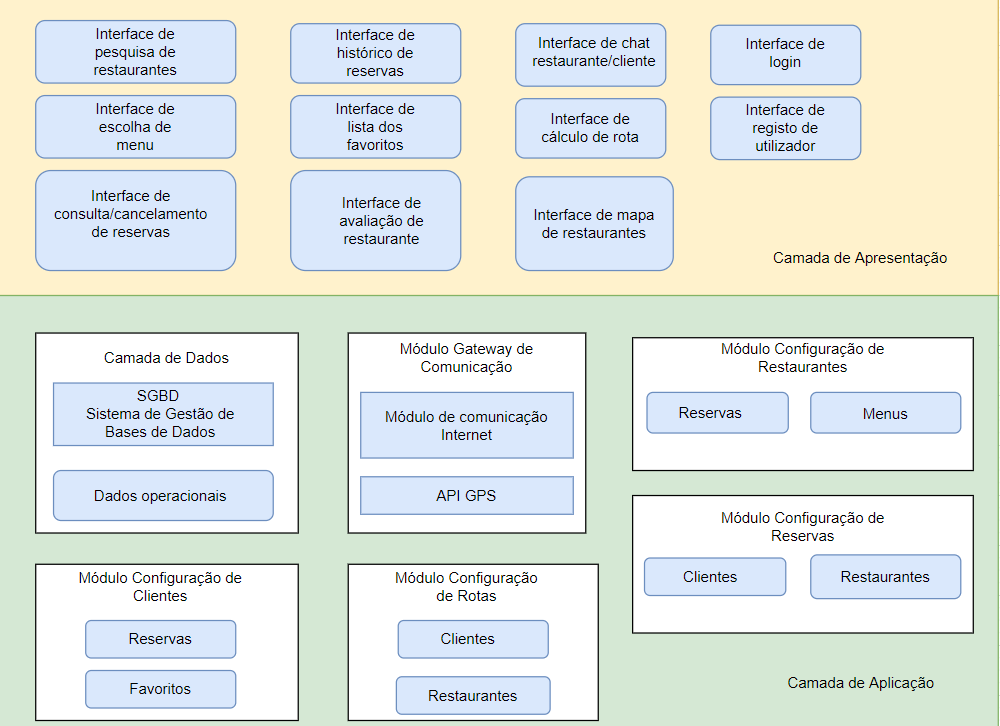 Interface de
pesquisa de
restaurantes
Interface de
histórico de
reservas
Interface de chat
restaurante/cliente
Interface de
login
Interface de
escolha de
menu
Interface de
lista dos
favoritos
Interface de
cálculo de rota
Interface de
registo de
utilizador
Interface de
consulta/cancelamento
de reservas
Interface de
avaliação de
restaurante
Interface de mapa
de restaurantes
Camada de Apresentação
Camada de Dados
SGBD
Sistema de Gestão de
Bases de Dados
Dados operacionais
Módulo Gateway de
Comunicação
Módulo de comunicação
Internet
API GPS
Módulo Configuração de
Restaurantes
Reservas
Menus
Módulo Configuração de
Reservas
Clientes
Restaurantes
Módulo Configuração de
Clientes
Reservas
Favoritos
Módulo Configuração
de Rotas
Clientes
Restaurantes
Camada de Aplicação